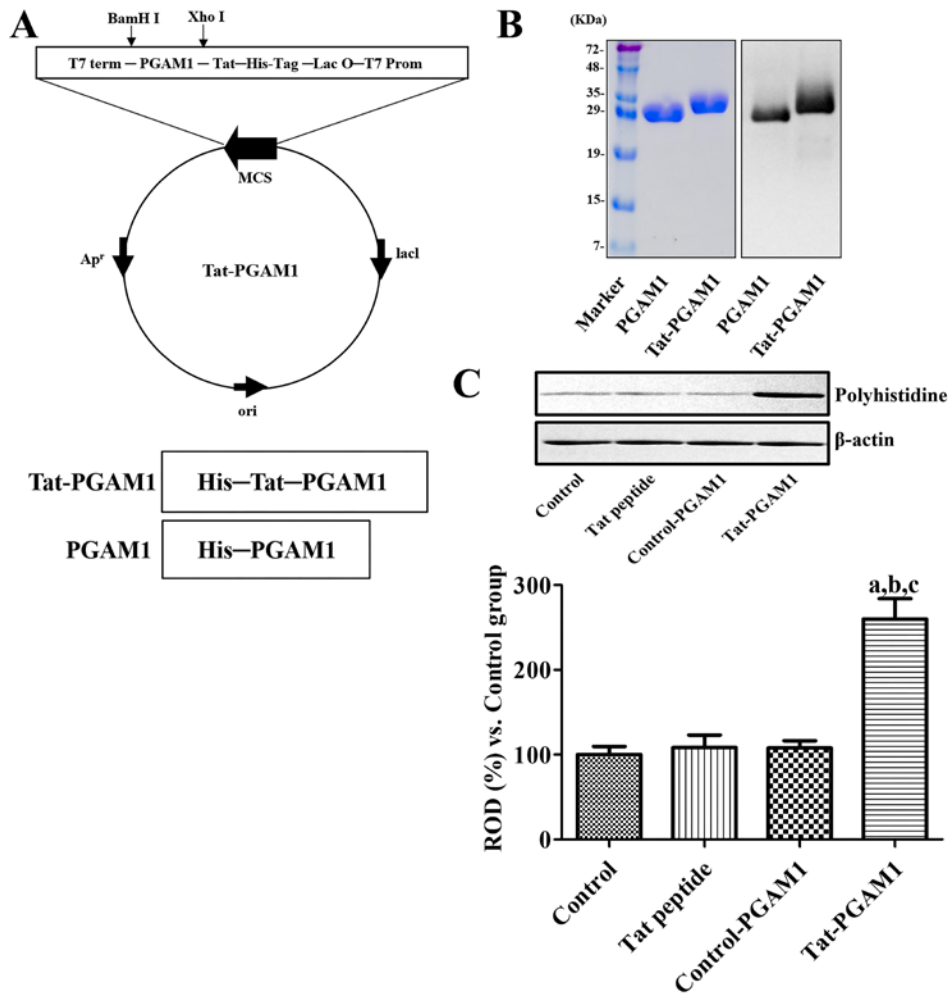 A
BamH I Xho I
T7 term – PGAM1 – Tat–His-Tag –Lac O–T7 Prom
MCS
Apr
lacI
Tat-PGAM1
ori
Tat-PGAM1 His–Tat–PGAM1
PGAM1 His–PGAM1
B
(KDa)
72-
48-
35-
29-
19-
15-
7-
Marker
PGAM1
Tat-PGAM1
PGAM1
Tat-PGAM1
C
Polyhistidine
β-actin
Control
Tat peptide
Control-PGAM1
Tat-PGAM1
ROD (%) vs. Control group
300
200
100
0
a,b,c
Control
Tat peptide
Control-PGAM1
Tat-PGAM1